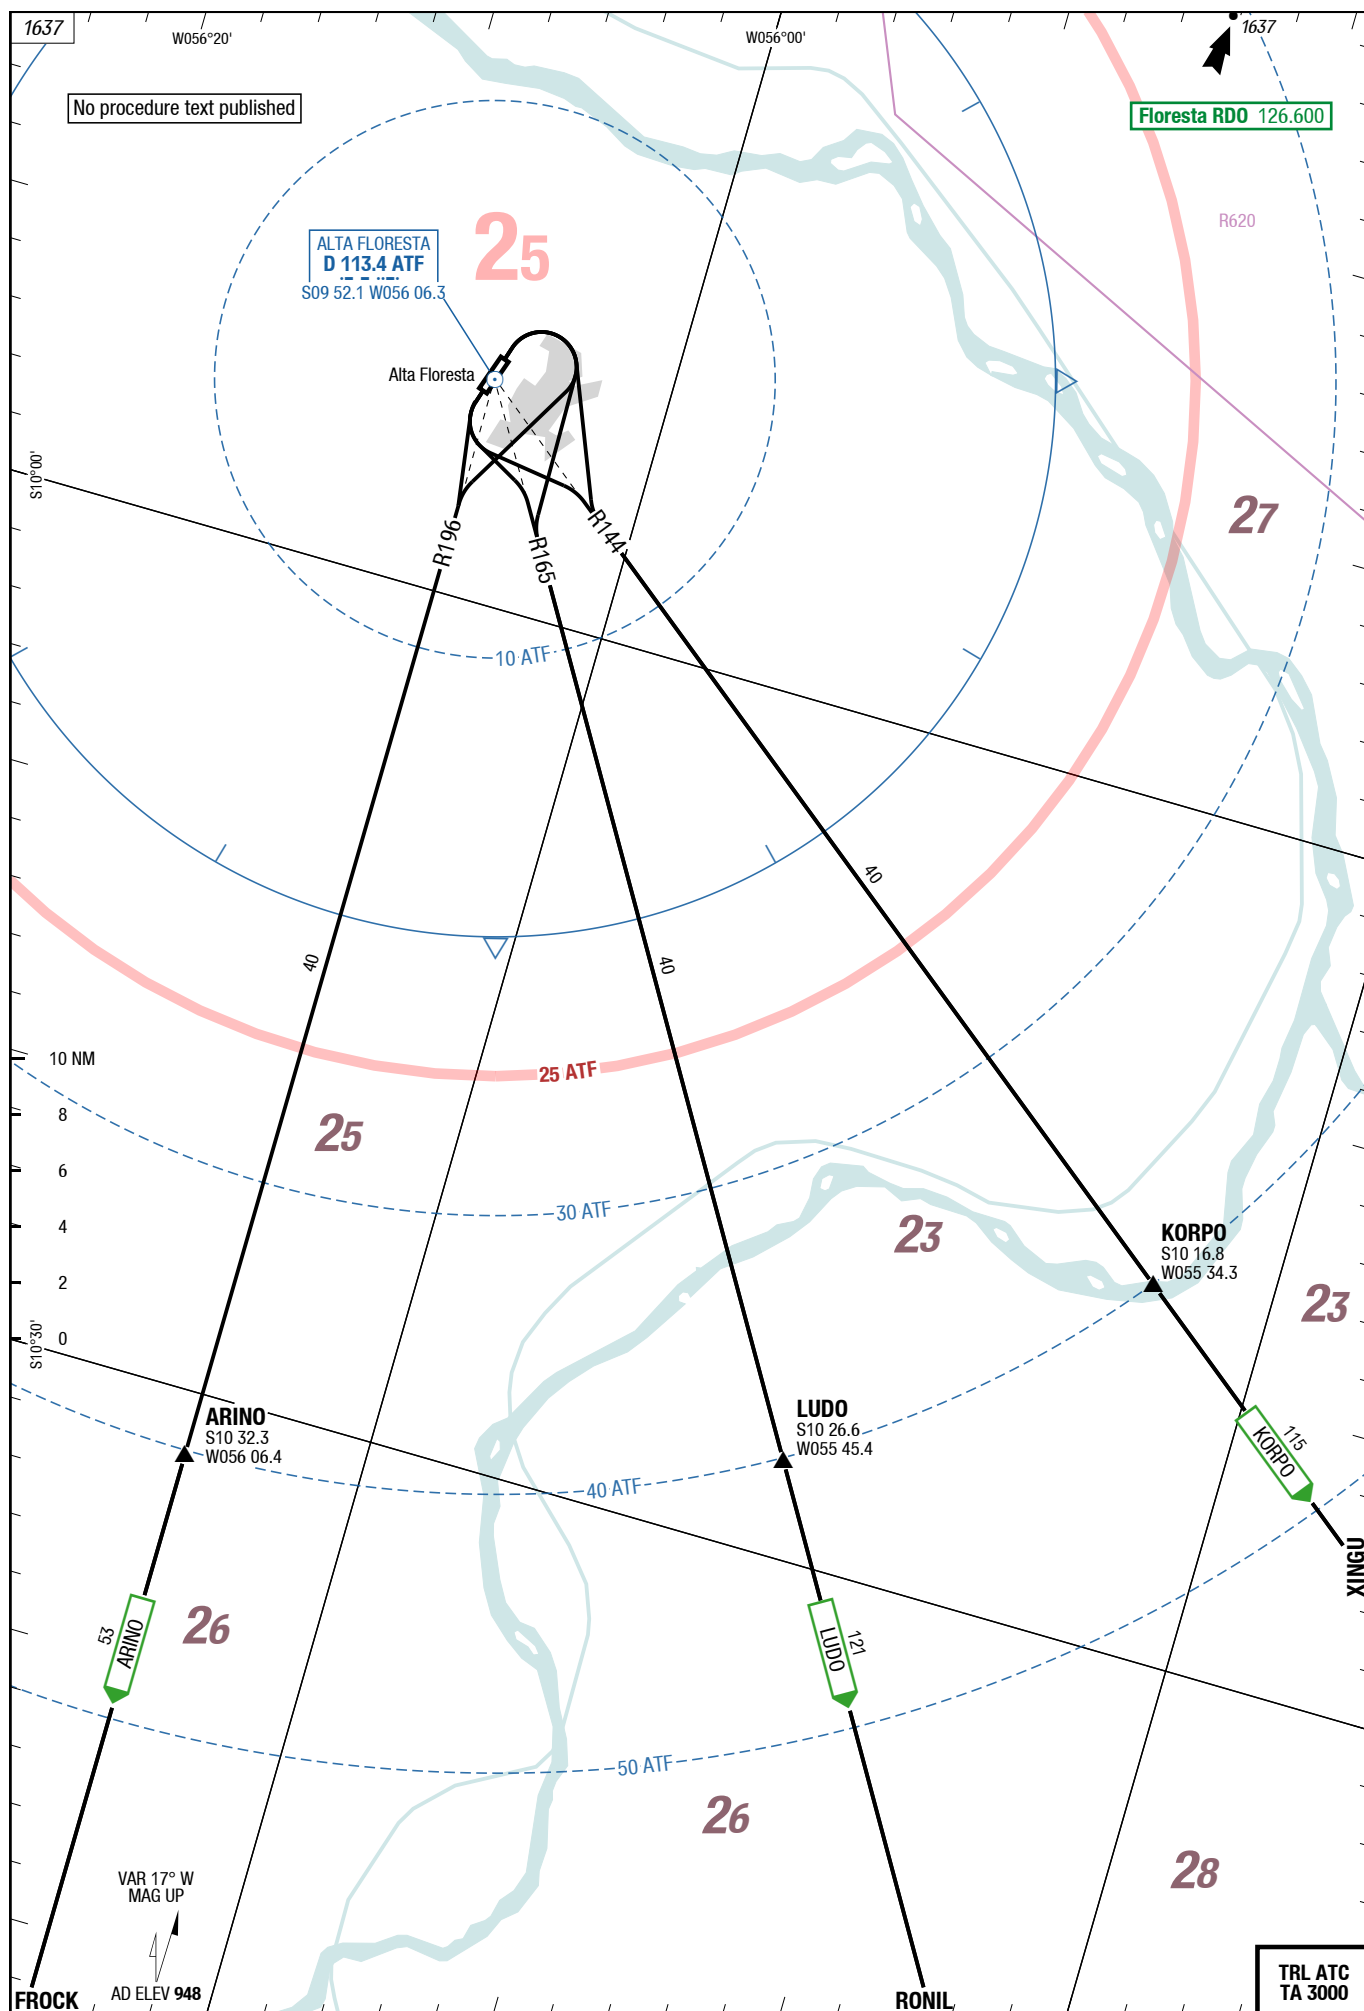 1637
W056°20'
W056°00'
1637
No procedure text published
Floresta RDO 126.600
R620
25
ALTA FLORESTA
D 113.4 ATF
S09 52.1 W056 06.3
Alta Floresta
S10°00'
27
R196
R165
R144
10 ATF
40
40
40
10 NM
8
6
4
2
0
25 ATF
25
30 ATF
23
KORPO
S10 16.8
W055 34.3
23
S10°30'
ARINO
S10 32.3
W056 06.4
LUDO
S10 26.6
W055 45.4
40 ATF
115
KORPO
XINGU
53
ARINO
26
LUDO
121
50 ATF
26
28
VAR 17° W
MAG UP
AD ELEV 948
FROCK
RONIL
TRL ATC
TA 3000